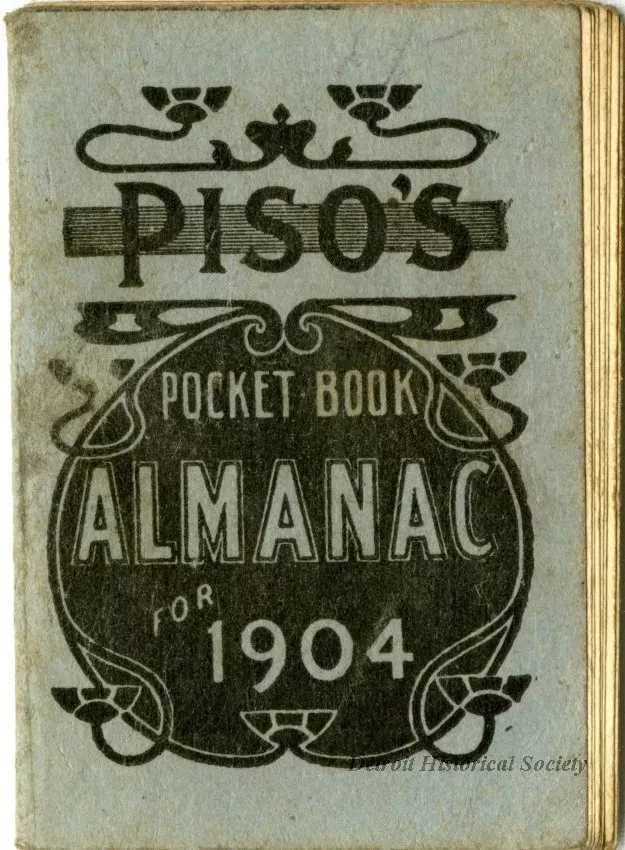 PISO'S
POCKET BOOK
ALMANAC
FOR
1904
Detroit Historical Society